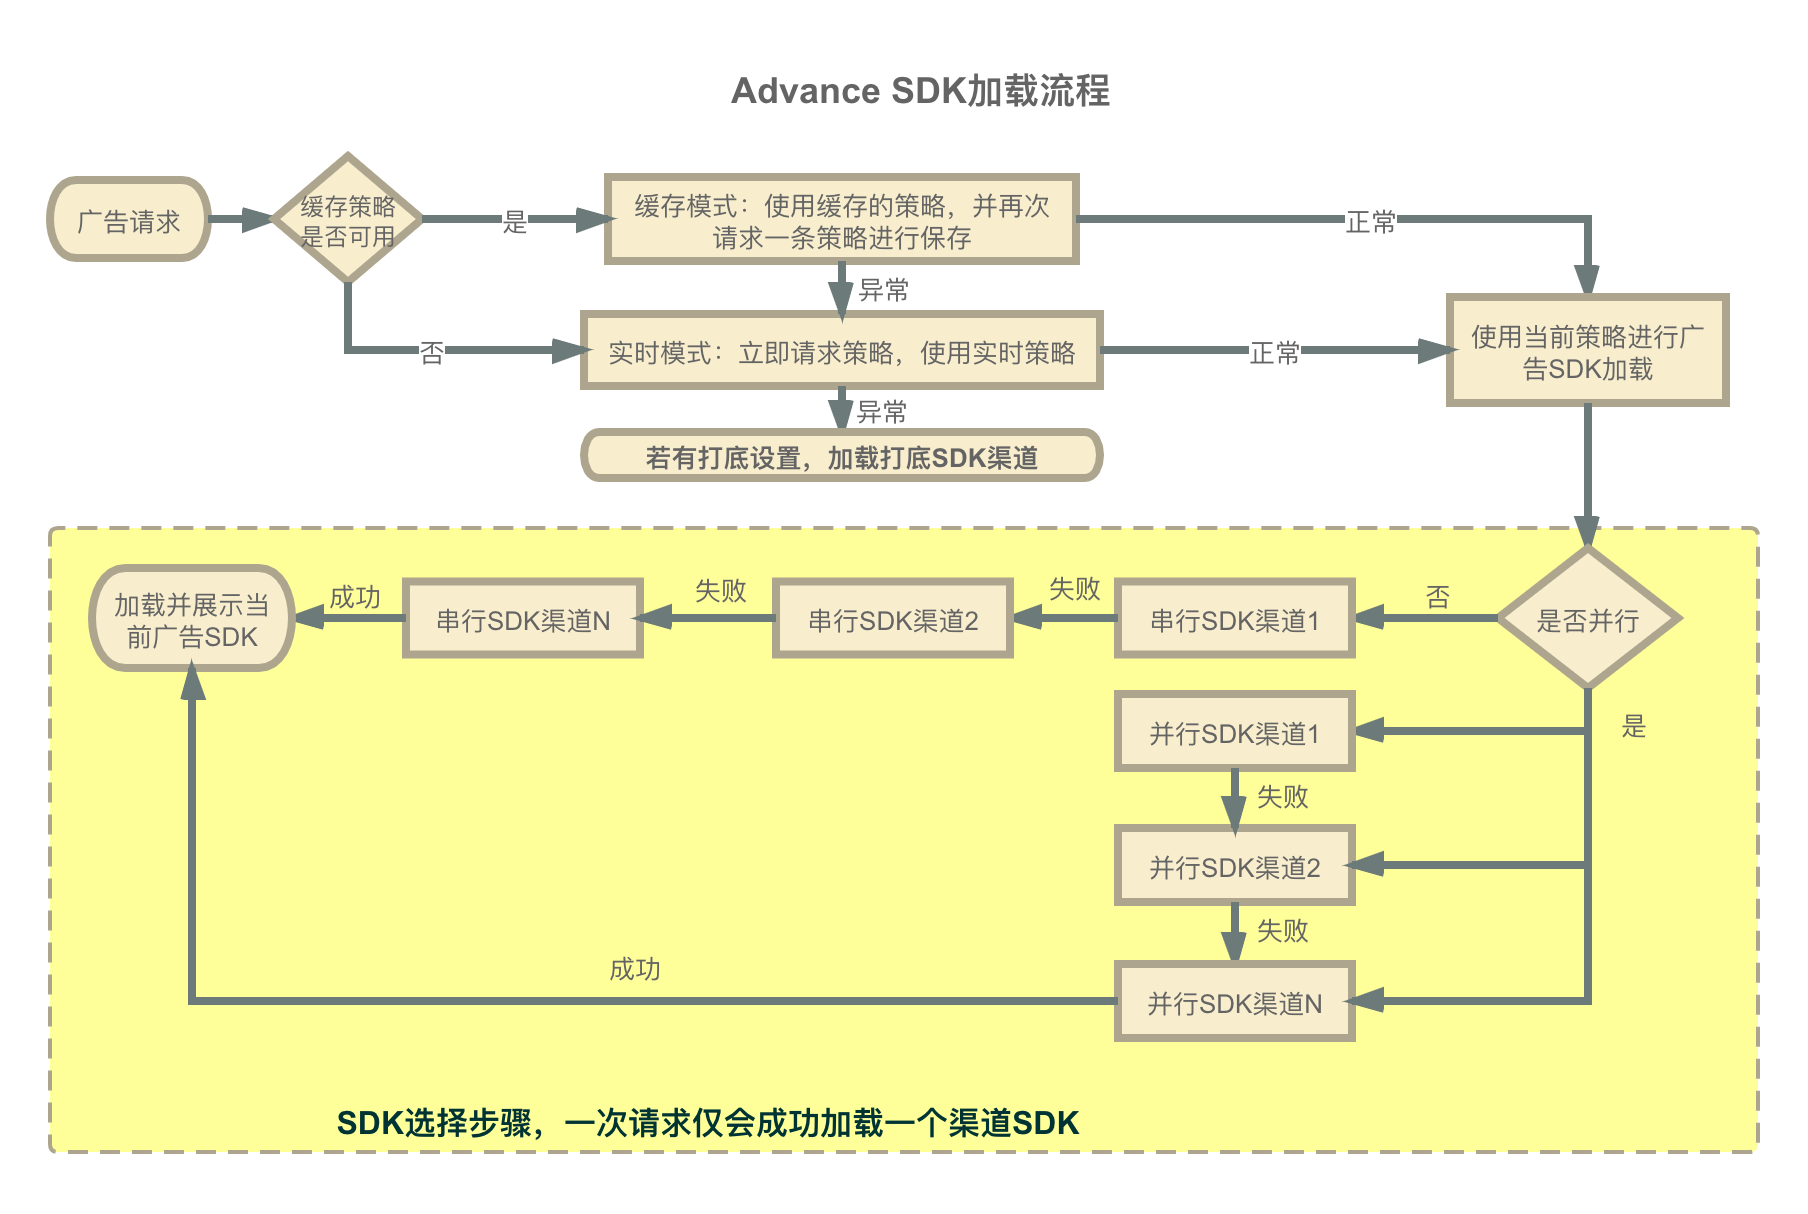 Advance SDK加载流程
广告请求
缓存策略
是否可用
是
缓存模式：使用缓存的策略，并再次
请求一条策略进行保存
正常
异常
否
实时模式：立即请求策略，使用实时策略
正常
使用当前策略进行广
告SDK加载
异常
若有打底设置，加载打底SDK渠道
加载并展示当
前广告SDK
成功
串行SDK渠道N
失败
串行SDK渠道2
失败
串行SDK渠道1
否
是否并行
是
并行SDK渠道1
失败
并行SDK渠道2
失败
成功
并行SDK渠道N
SDK选择步骤，一次请求仅会成功加载一个渠道SDK